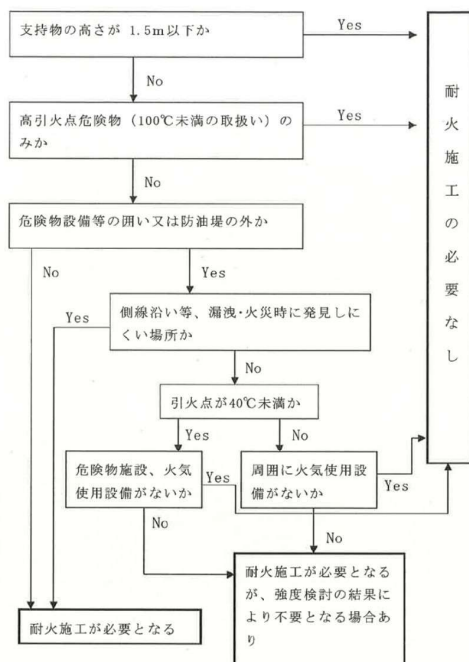 支持物の高さが 1.5m以下か
Yes
No
高引火点危険物（100℃未満の取扱い）の
みか
Yes
No
危険物設備等の囲い又は防油堤の外か
No
Yes
側線沿い等、漏洩・火災時に発見しに
くい場所か
Yes
No
引火点が40℃未満か
Yes
No
危険物施設、火気
使用設備がないか
周囲に火気使用設
備がないか
Yes
Yes
No
No
耐火施工が必要となる
が、強度検討の結果に
より不要となる場合あ
り
耐火施工が必要となる
耐火施工の必要なし